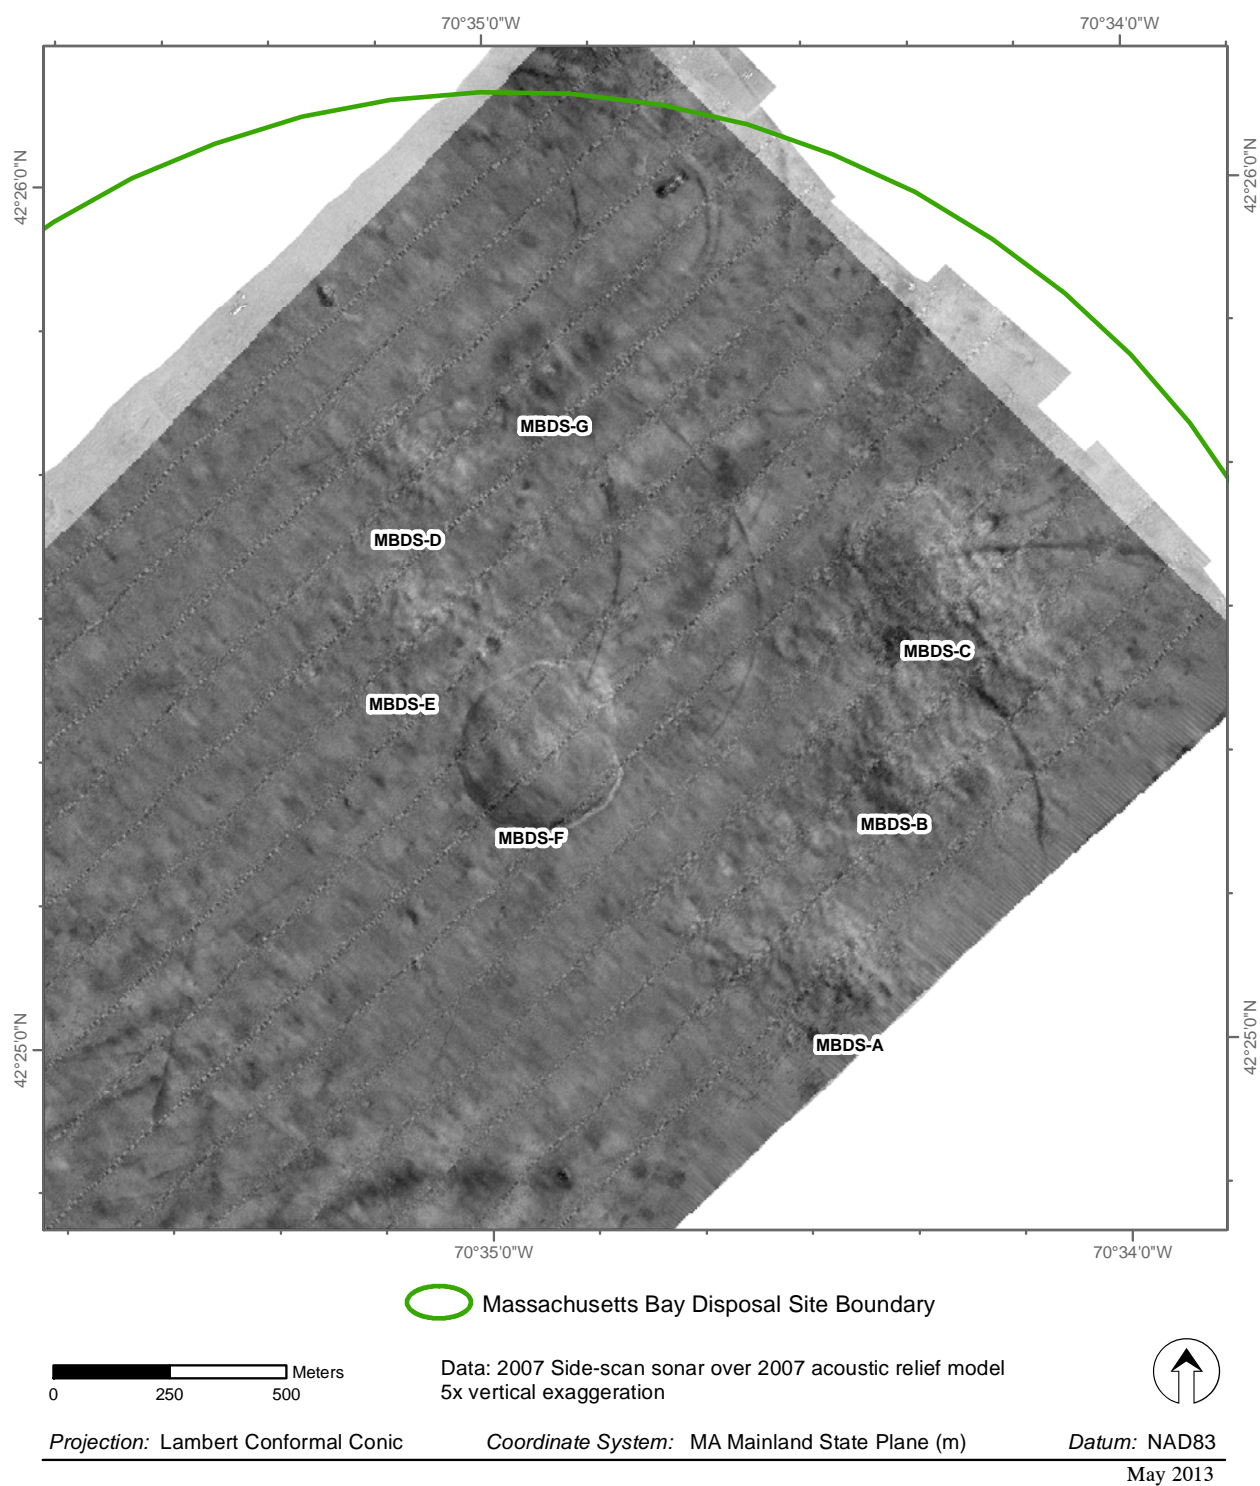 70°35'0"W
70°34'0"W
42°26'0"N
42°26'0"N
MBDS-G
MBDS-D
MBDS-C
MBDS-E
MBDS-B
MBDS-F
MBDS-A
42°25'0"N
42°25'0"N
70°35'0"W
70°34'0"W
Massachusetts Bay Disposal Site Boundary
Meters
0 250 500
Data: 2007 Side-scan sonar over 2007 acoustic relief model
5x vertical exaggeration
Projection: Lambert Conformal Conic Coordinate System: MA Mainland State Plane (m) Datum: NAD83
May 2013